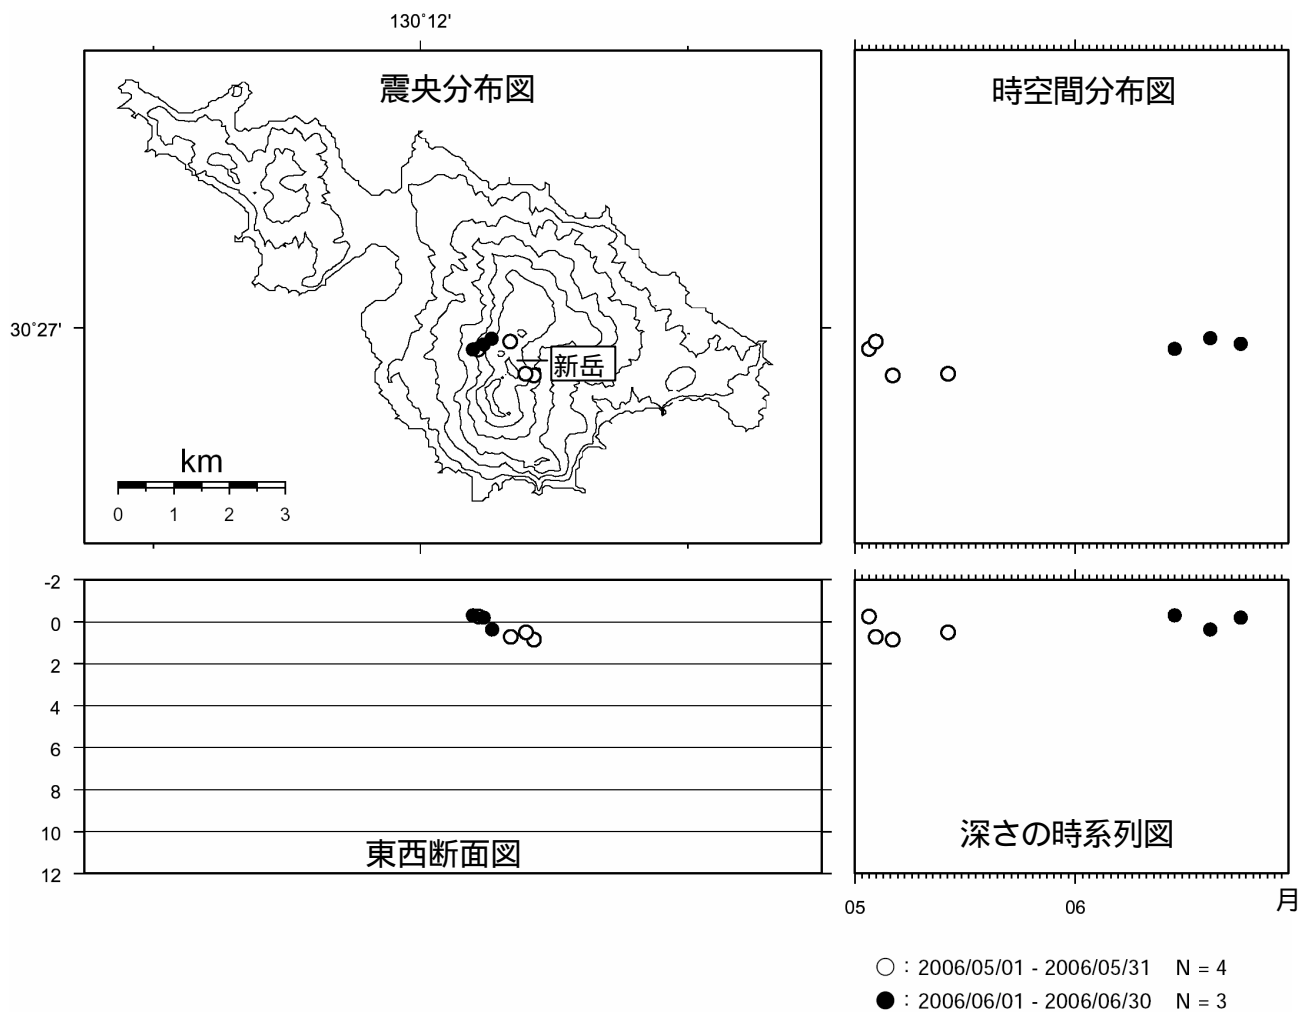 130°12'
震央分布図
時空間分布図
30°27'
新岳
km
0 1 2 3
-2
0
2
4
6
8
10
12
東西断面図
深さの時系列図
05 06 月
○ : 2006/05/01 - 2006/05/31 N = 4
● : 2006/06/01 - 2006/06/30 N = 3